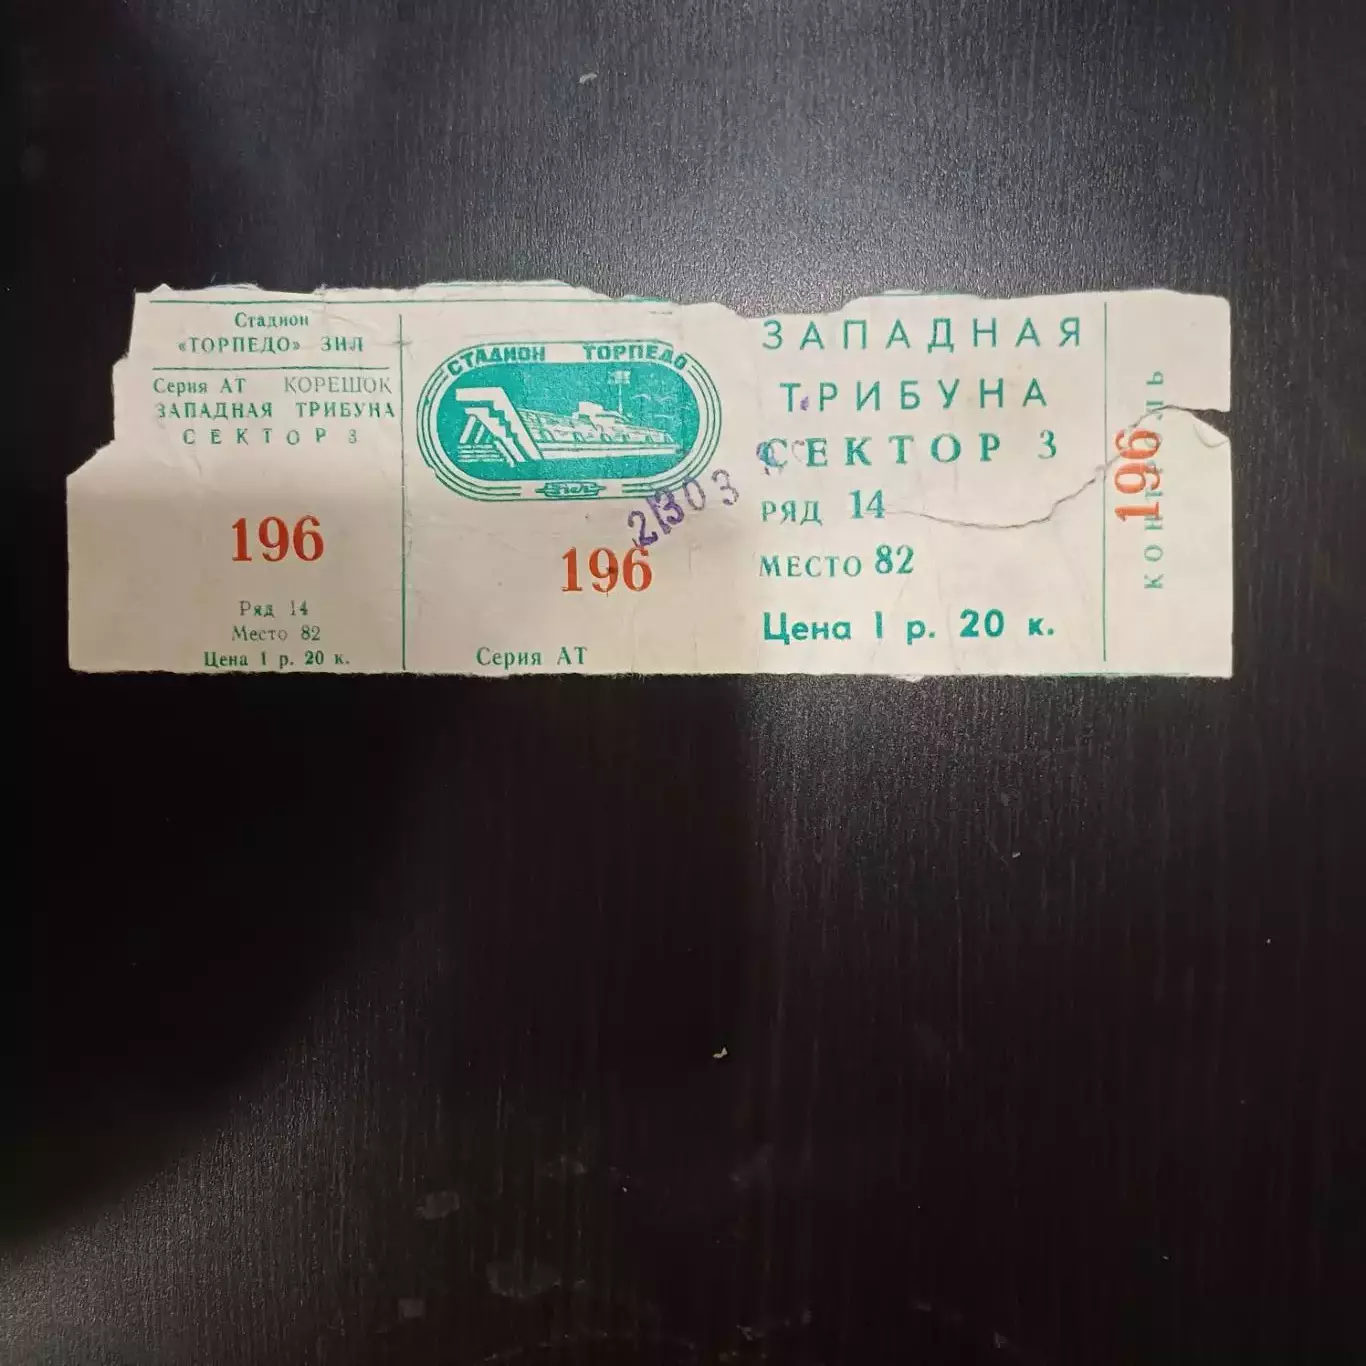 Стадион
«ТОРПЕДО» ЗИЛ
Серия АТ КОРЕШОК
ЗАПАДНАЯ ТРИБУНА
СЕКТОР 3
196
Ряд 14
Место 82
Цена 1 р. 20 к.
СТАДИОН ТОРПЕДО
ЗИЛ
196
Серия АТ
ЗАПАДНАЯ
ТРИБУНА
СЕКТОР 3
РЯД 14
МЕСТО 82
Цена 1 р. 20 к.
196